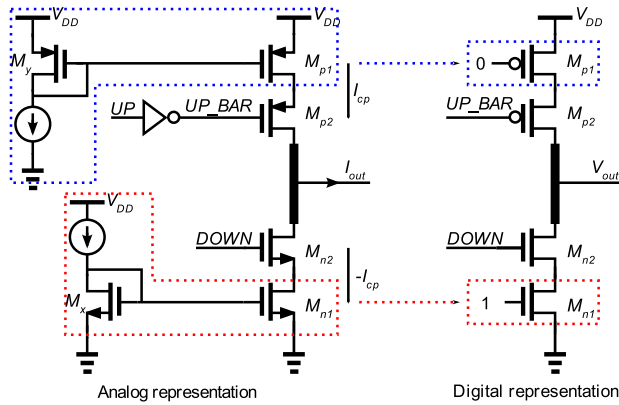 V_DD V_DD V_DD
M_y M_p1 0 M_p1
I_cp
UP UP_BAR M_p2 UP_BAR M_p2
I_out V_out
V_DD
DOWN M_n2 DOWN M_n2
-I_cp
M_x M_n1 1 M_n1
Analog representation Digital representation